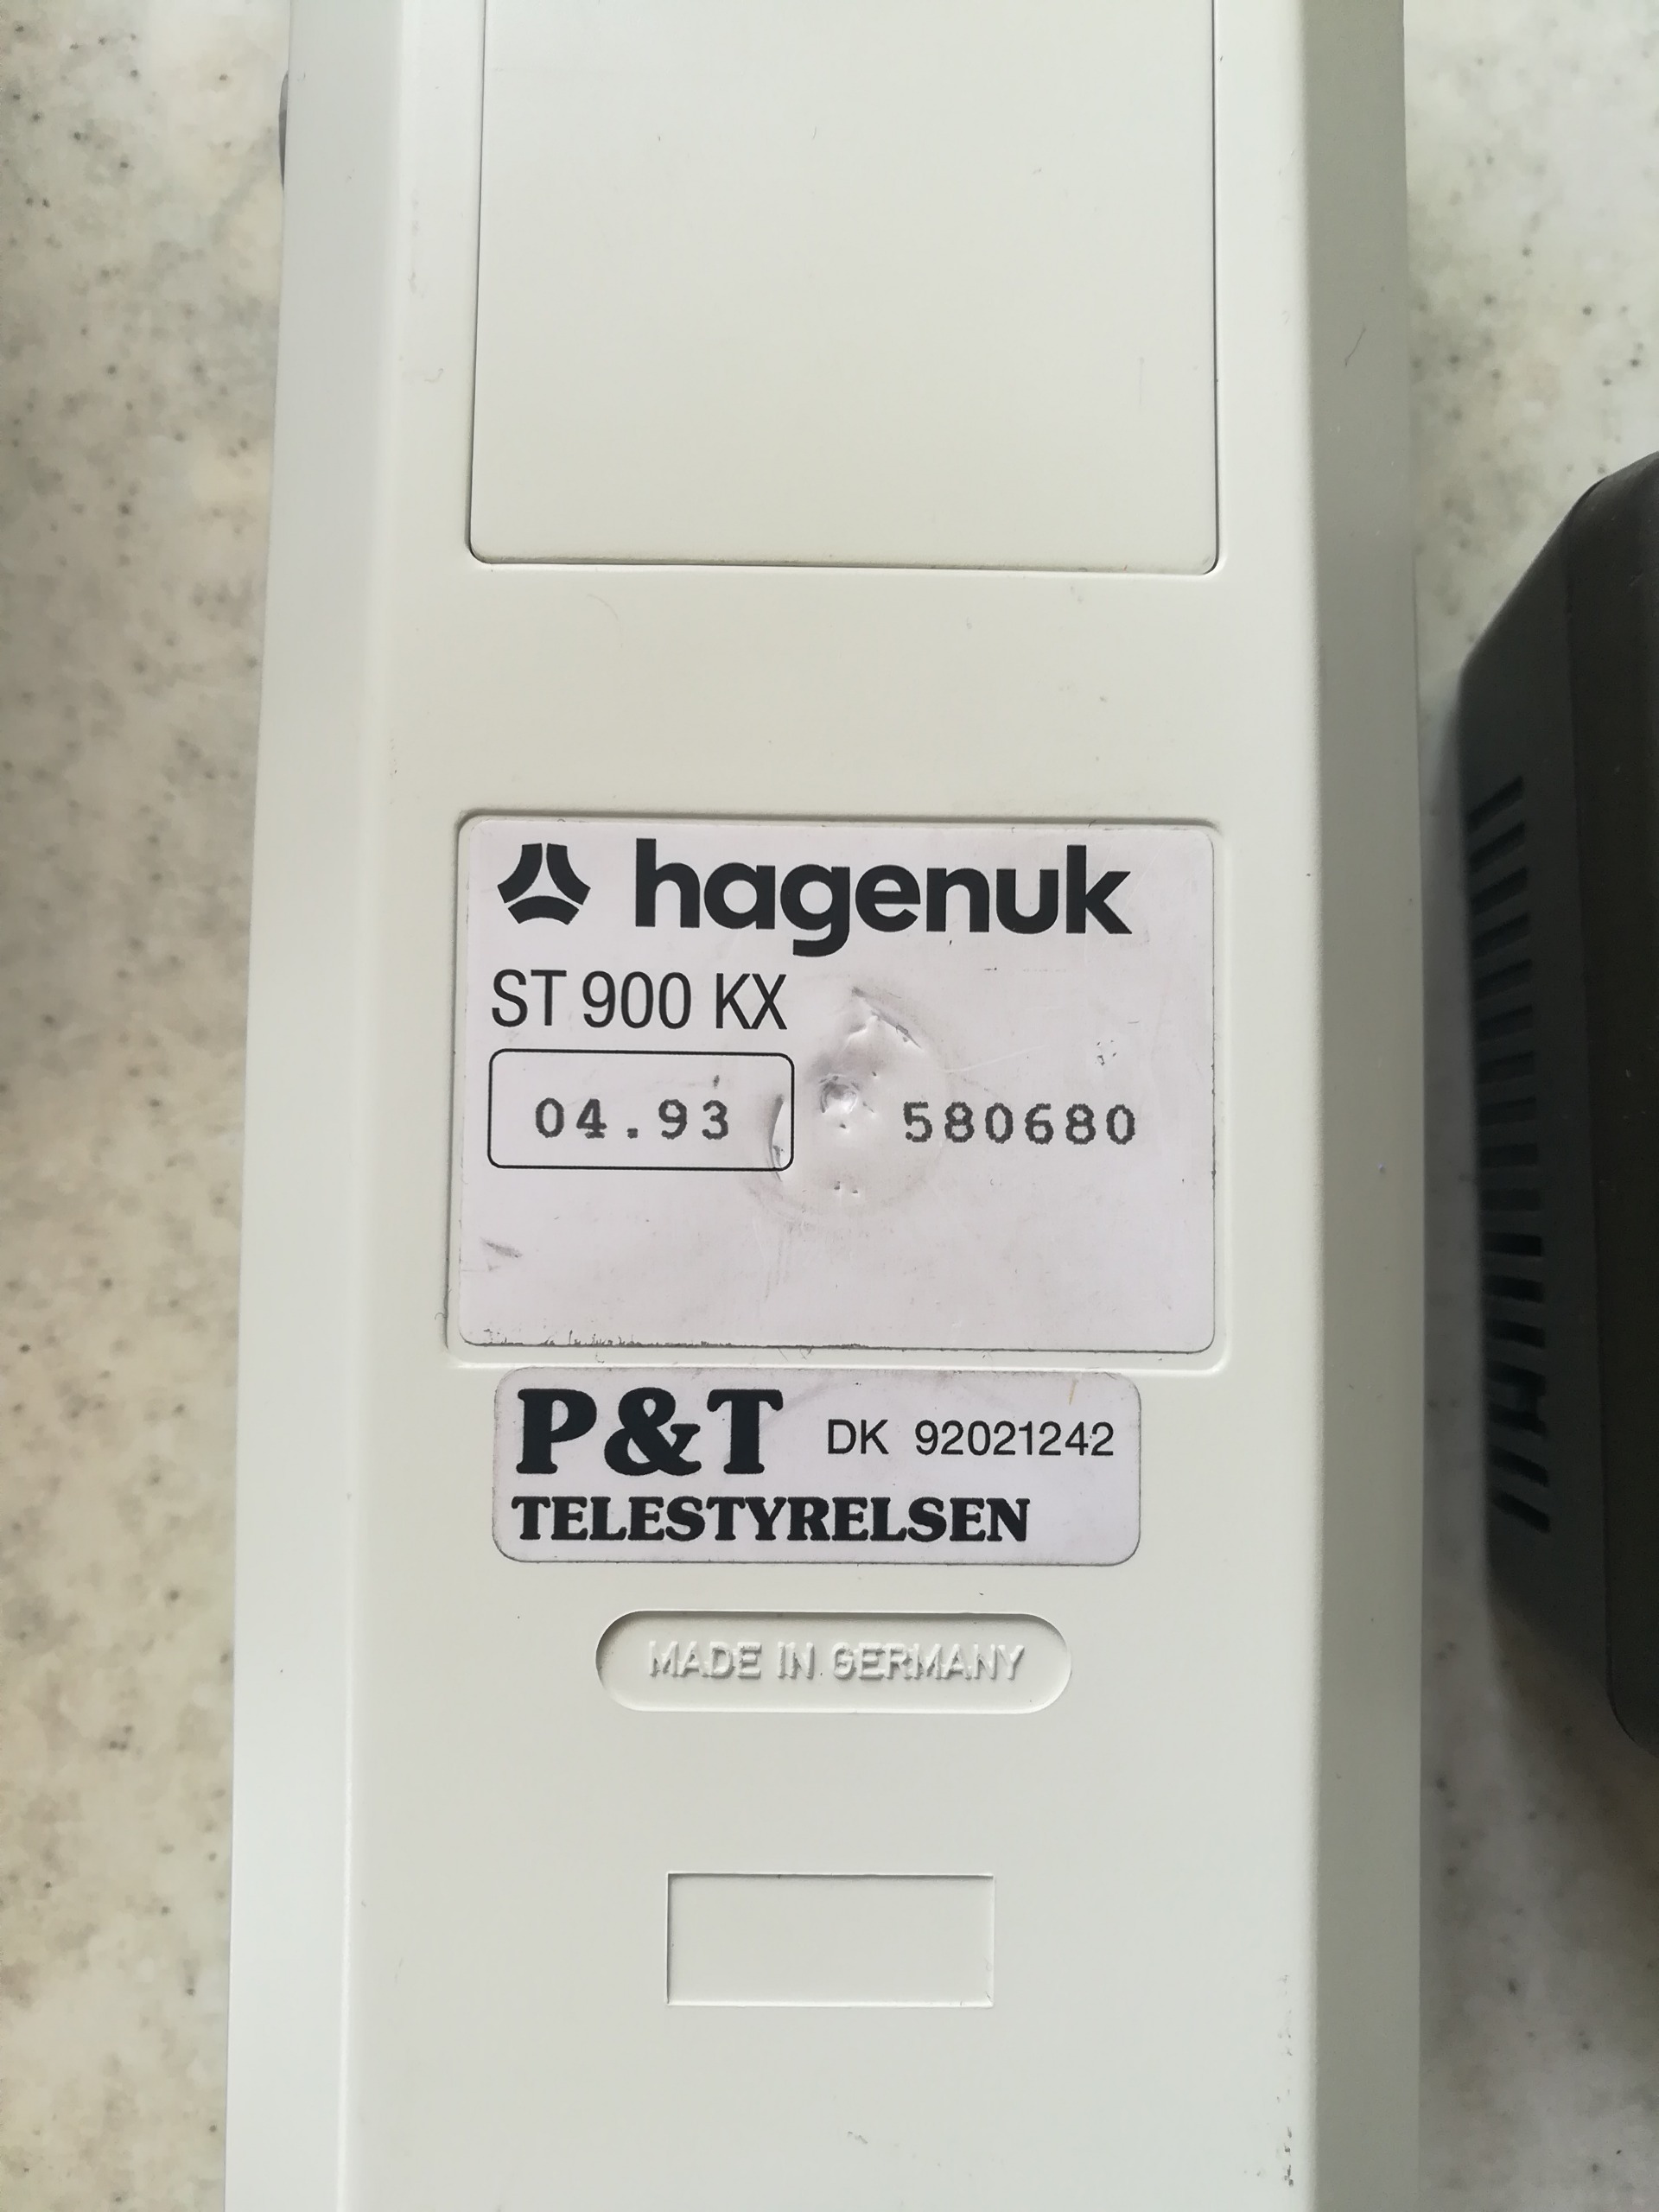 hagenuk
ST 900 KX
04.93 580680
P&T DK 92021242
TELESTYRELSEN
MADE IN GERMANY